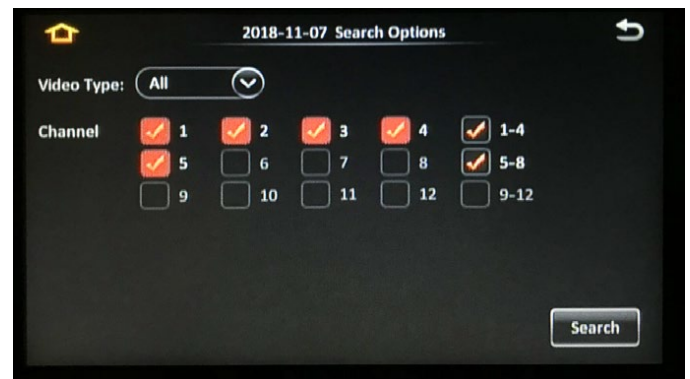 2018-11-07 Search Options
Video Type: All
Channel 1 2 3 4 1-4
5 6 7 8 5-8
9 10 11 12 9-12
Search